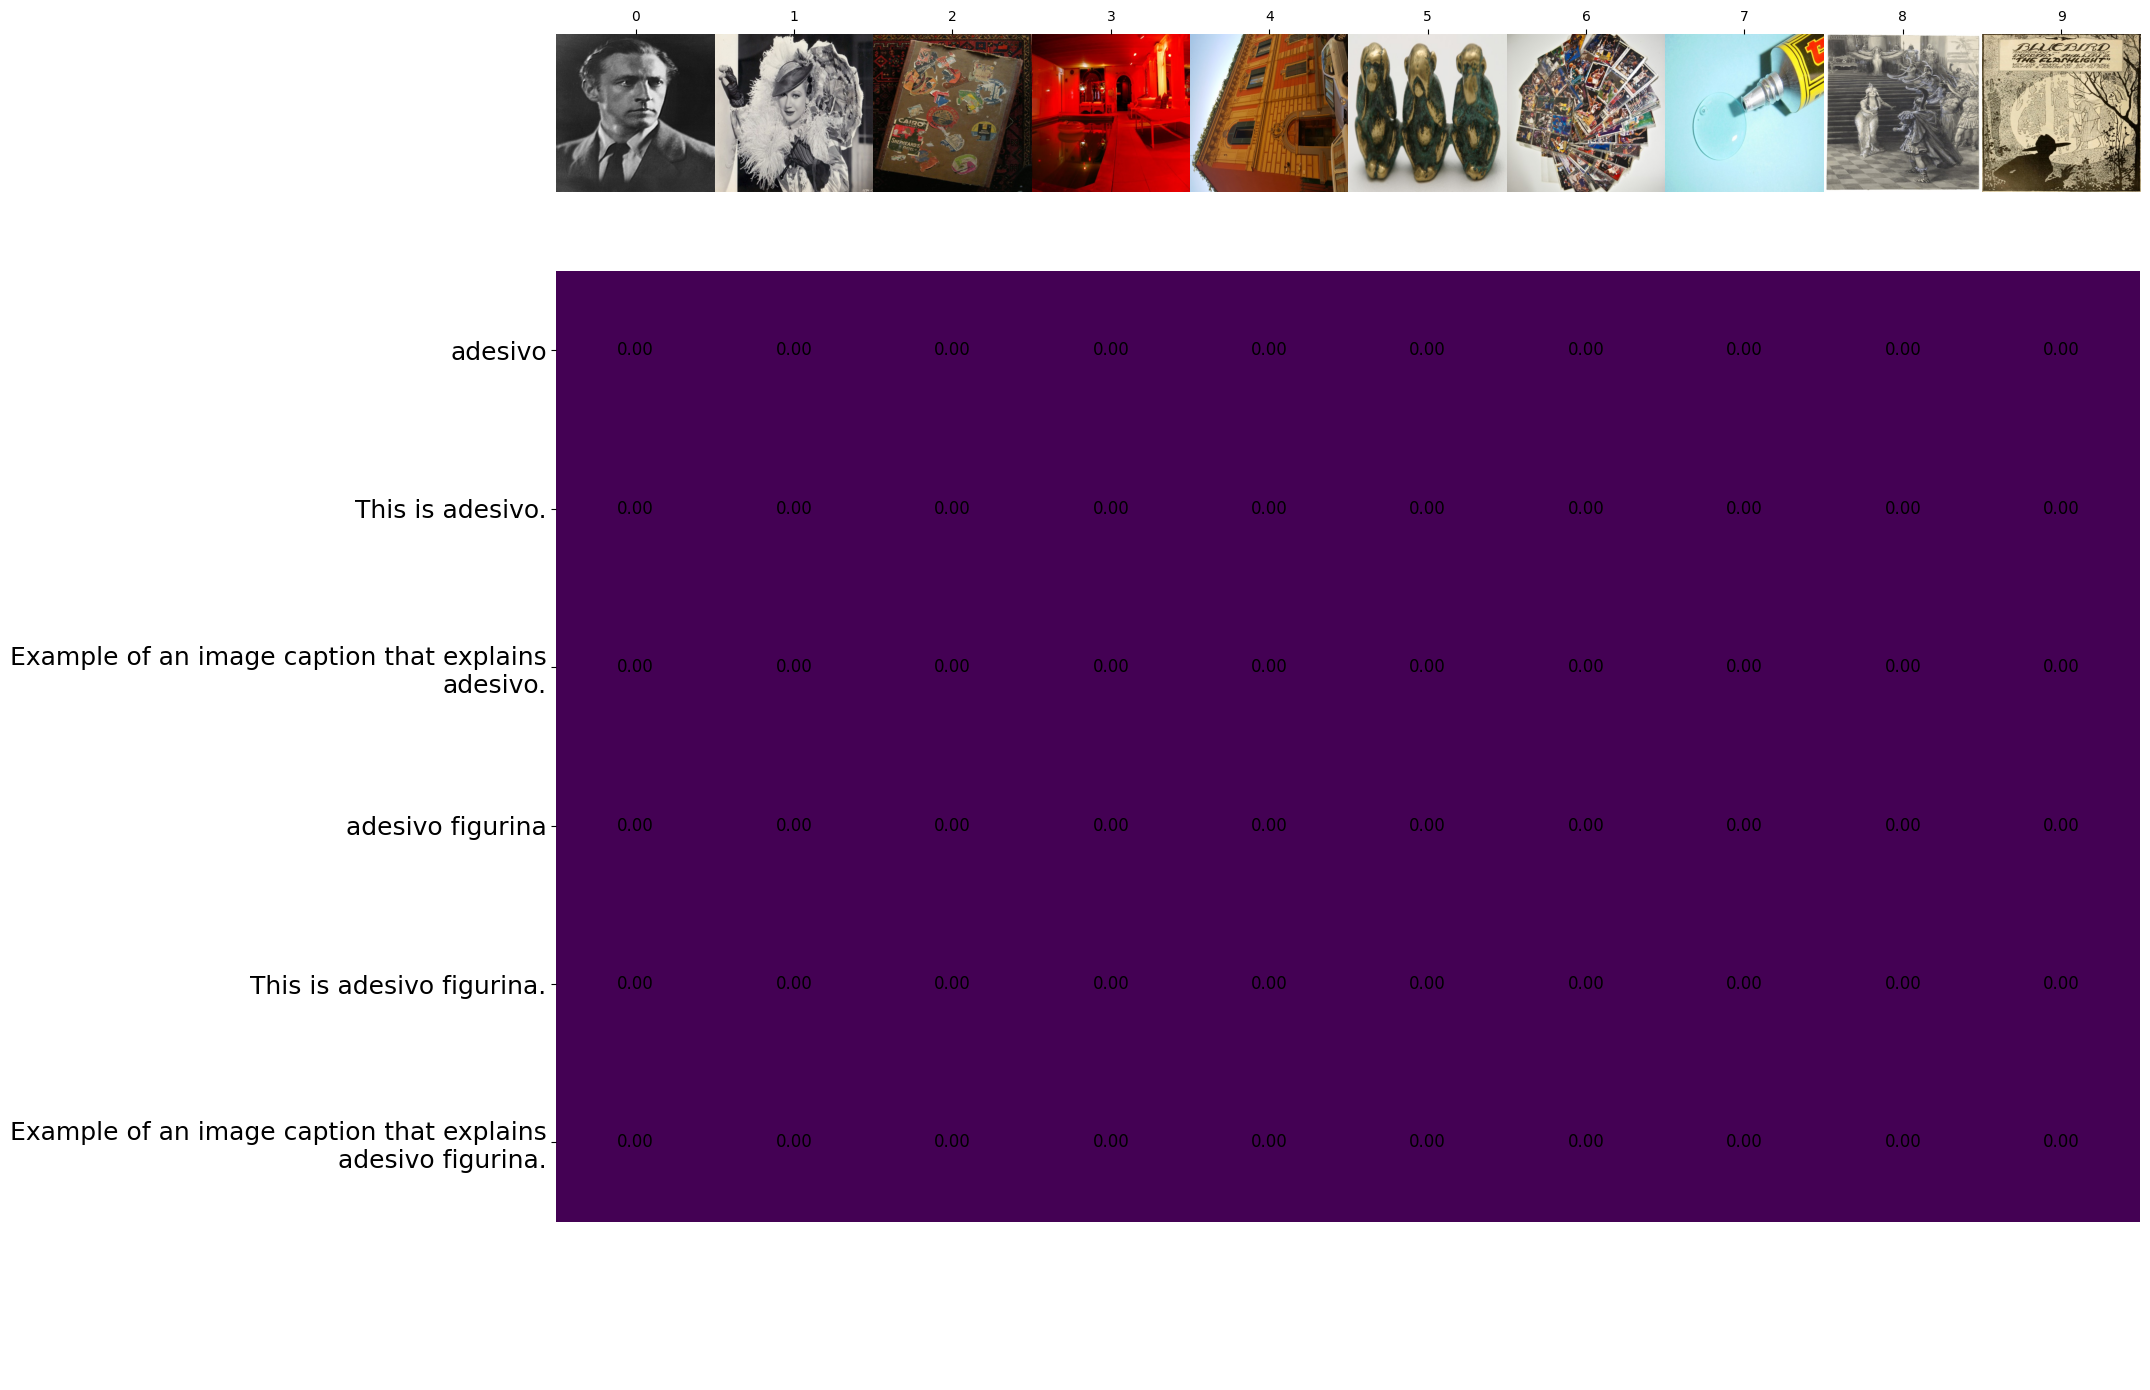 0 1 2 3 4 5 6 7 8 9
CAIRO
BLUEBIRD
THE FLASHLIGHT
adesivo 0.00 0.00 0.00 0.00 0.00 0.00 0.00 0.00 0.00 0.00
This is adesivo. 0.00 0.00 0.00 0.00 0.00 0.00 0.00 0.00 0.00 0.00
Example of an image caption that explains
adesivo. 0.00 0.00 0.00 0.00 0.00 0.00 0.00 0.00 0.00 0.00
adesivo figurina 0.00 0.00 0.00 0.00 0.00 0.00 0.00 0.00 0.00 0.00
This is adesivo figurina. 0.00 0.00 0.00 0.00 0.00 0.00 0.00 0.00 0.00 0.00
Example of an image caption that explains
adesivo figurina. 0.00 0.00 0.00 0.00 0.00 0.00 0.00 0.00 0.00 0.00